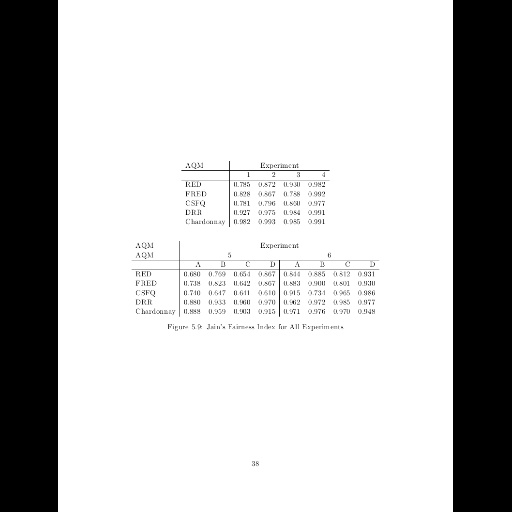 AQM Experiment
1 2 3 4
RED 0.785 0.872 0.930 0.982
FRED 0.828 0.867 0.788 0.992
CSFQ 0.781 0.796 0.860 0.977
DRR 0.927 0.975 0.984 0.991
Chardonnay 0.982 0.993 0.985 0.991
AQM Experiment
AQM 5 6
A B C D A B C D
RED 0.680 0.769 0.654 0.867 0.844 0.885 0.812 0.931
FRED 0.738 0.823 0.642 0.867 0.883 0.900 0.801 0.930
CSFQ 0.740 0.647 0.641 0.610 0.915 0.734 0.965 0.986
DRR 0.880 0.933 0.960 0.970 0.962 0.972 0.985 0.977
Chardonnay 0.888 0.959 0.903 0.915 0.971 0.976 0.970 0.948
Figure 5.9: Jain's Fairness Index for All Experiments
38